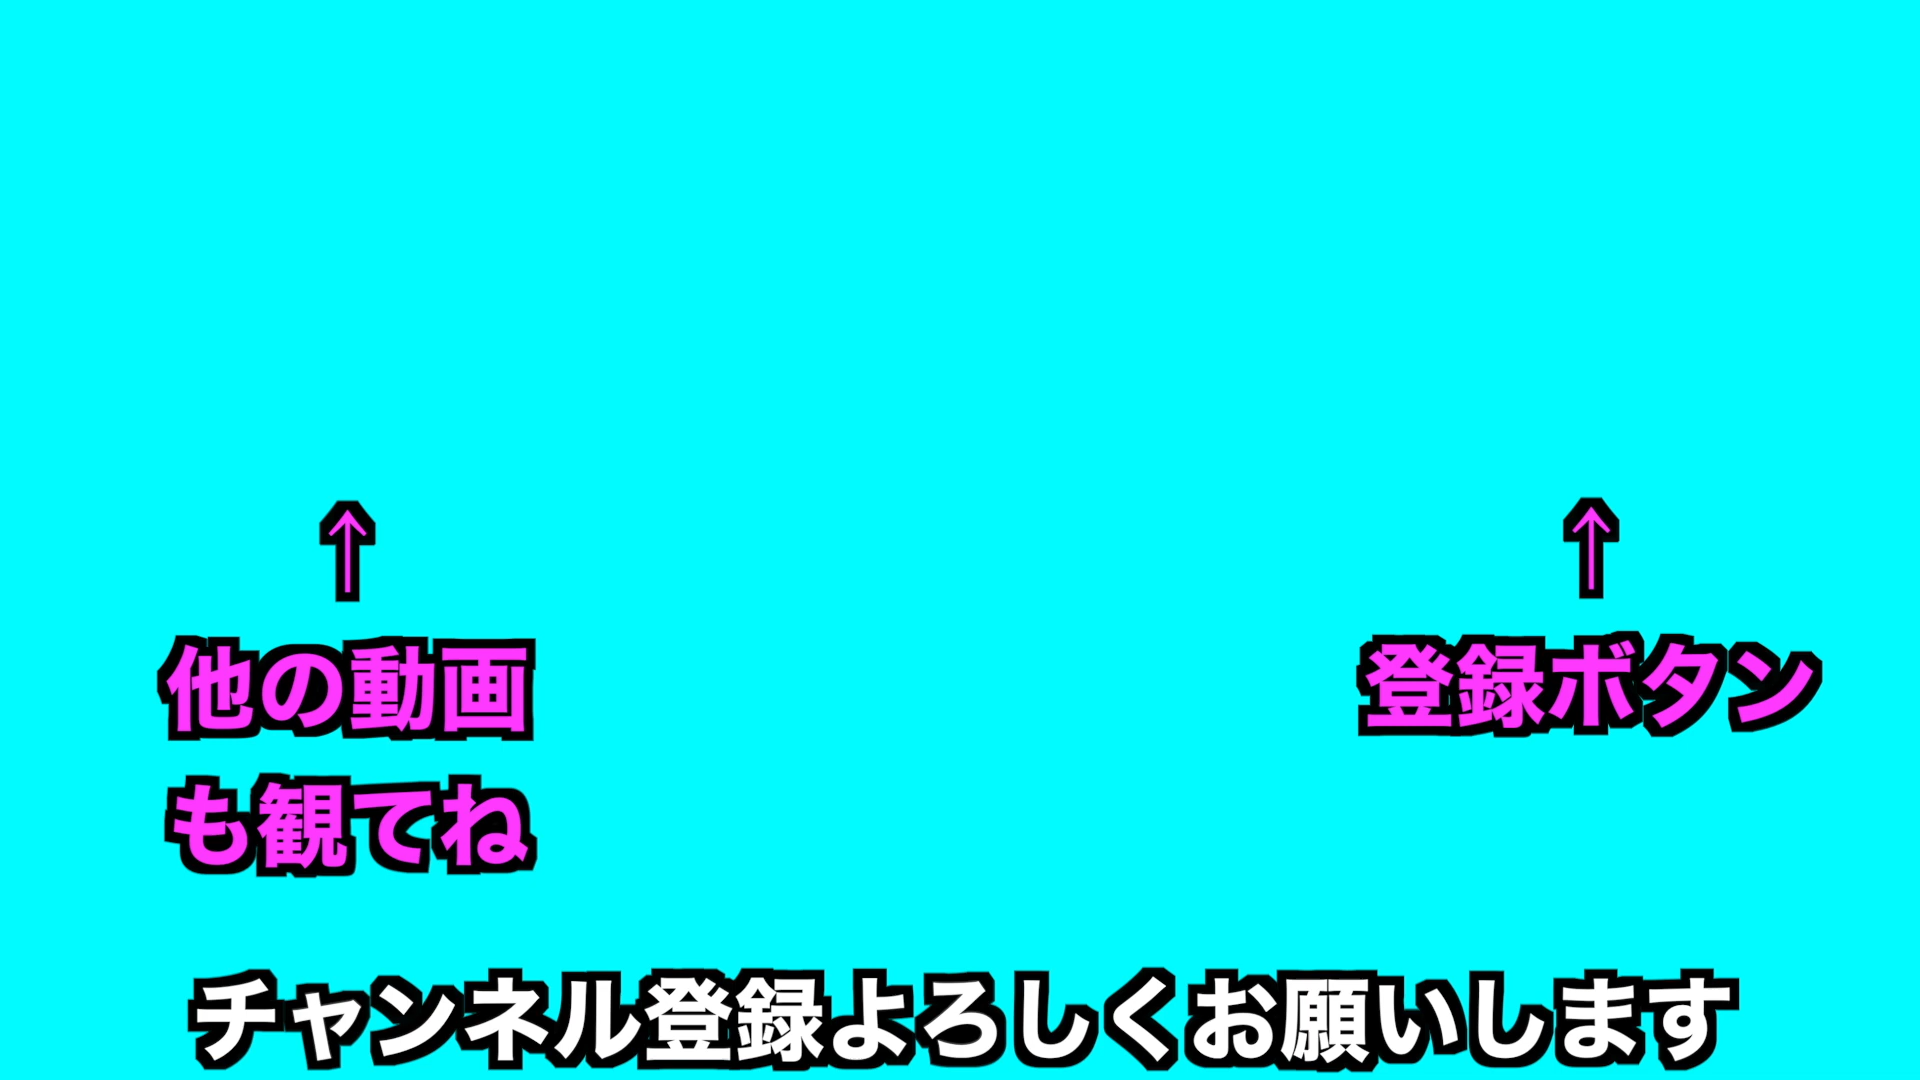 ↑
他の動画
も観てね
↑
登録ボタン
チャンネル登録よろしくお願いします